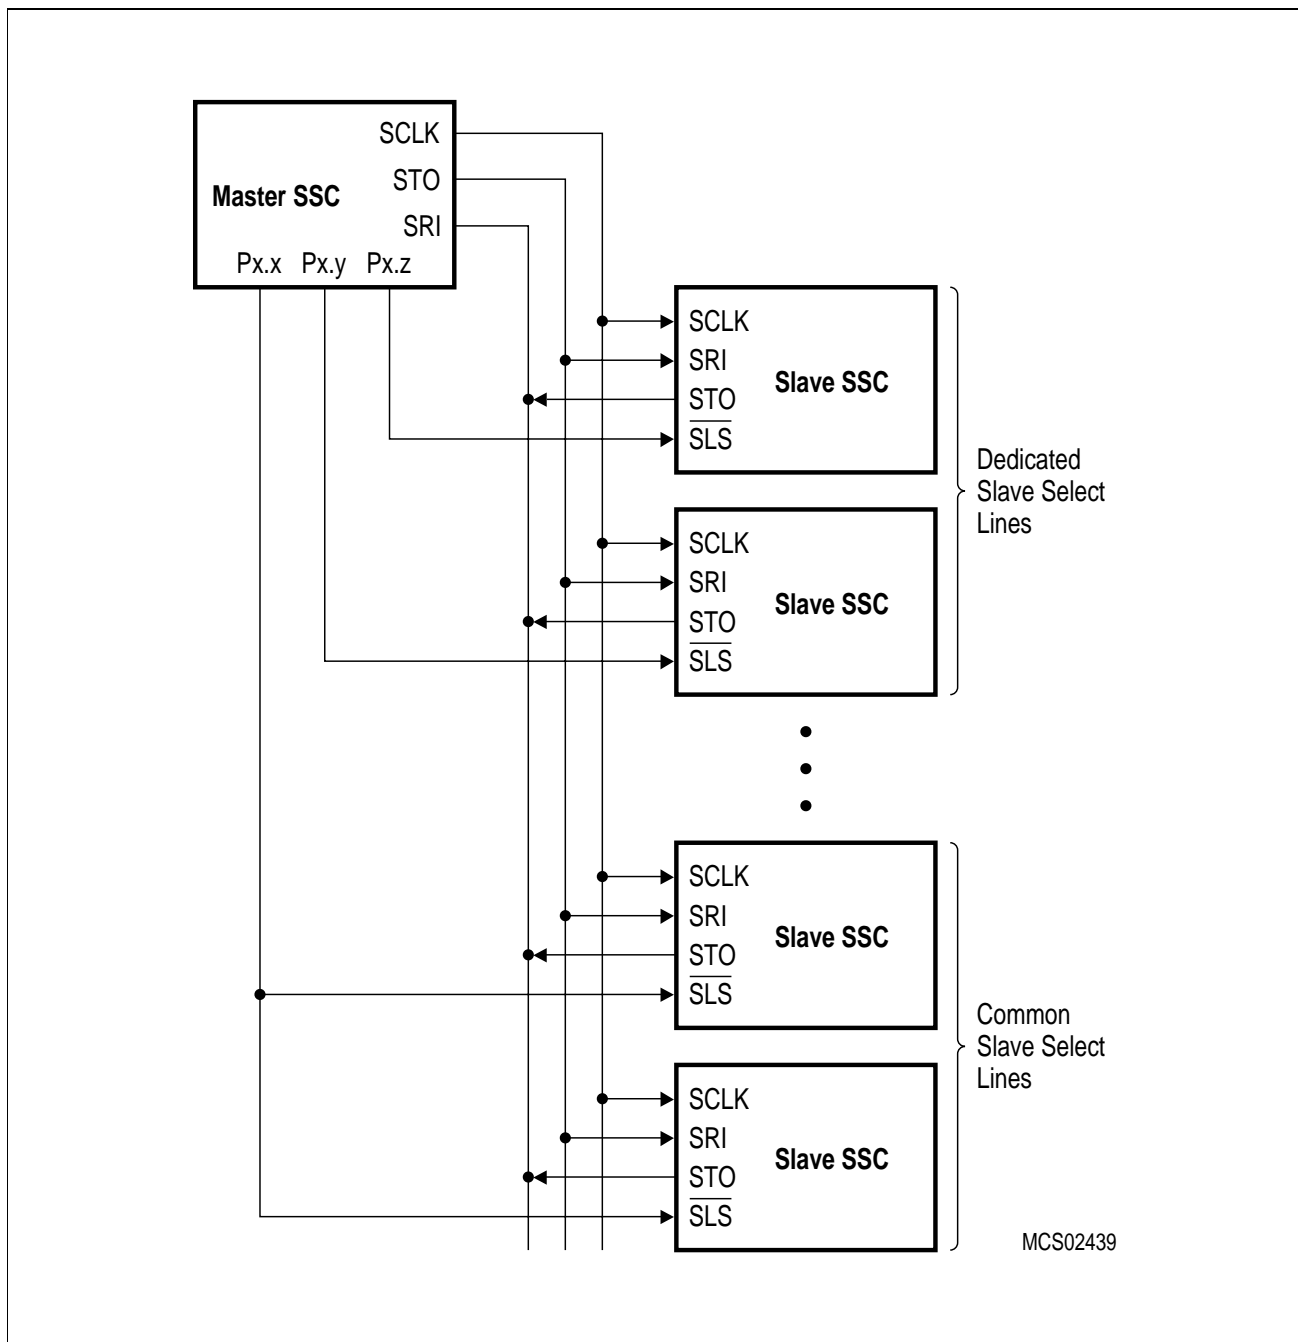 SCLK
STO
Master SSC
SRI
Px.x Px.y Px.z
SCLK
SRI
Slave SSC
STO
SLS
Dedicated
Slave Select
Lines
SCLK
SRI
Slave SSC
STO
SLS
SCLK
SRI
Slave SSC
STO
SLS
Common
Slave Select
Lines
SCLK
SRI
Slave SSC
STO
SLS
MCS02439